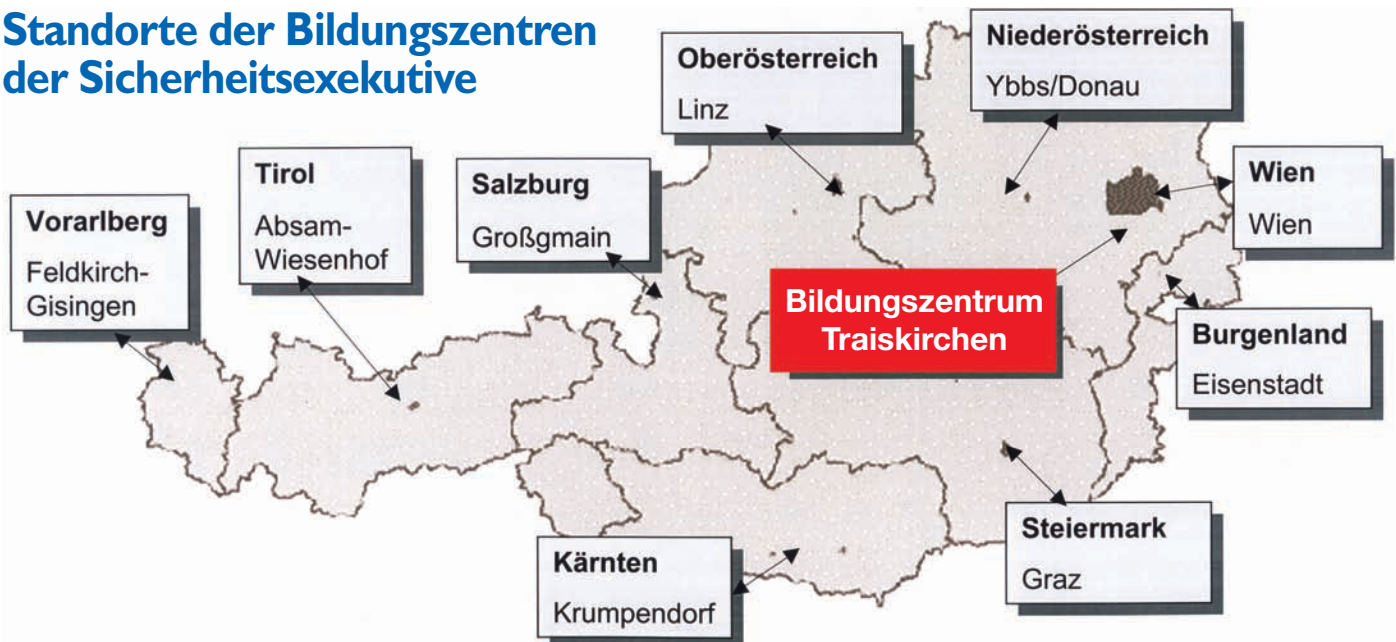 Standorte der Bildungszentren
der Sicherheitsexekutive
Oberösterreich
Linz
Niederösterreich
Ybbs/Donau
Tirol
Absam-
Wiesenhof
Salzburg
Großgmain
Wien
Wien
Vorarlberg
Feldkirch-
Gisingen
Bildungszentrum
Traiskirchen
Burgenland
Eisenstadt
Steiermark
Graz
Kärnten
Krumpendorf